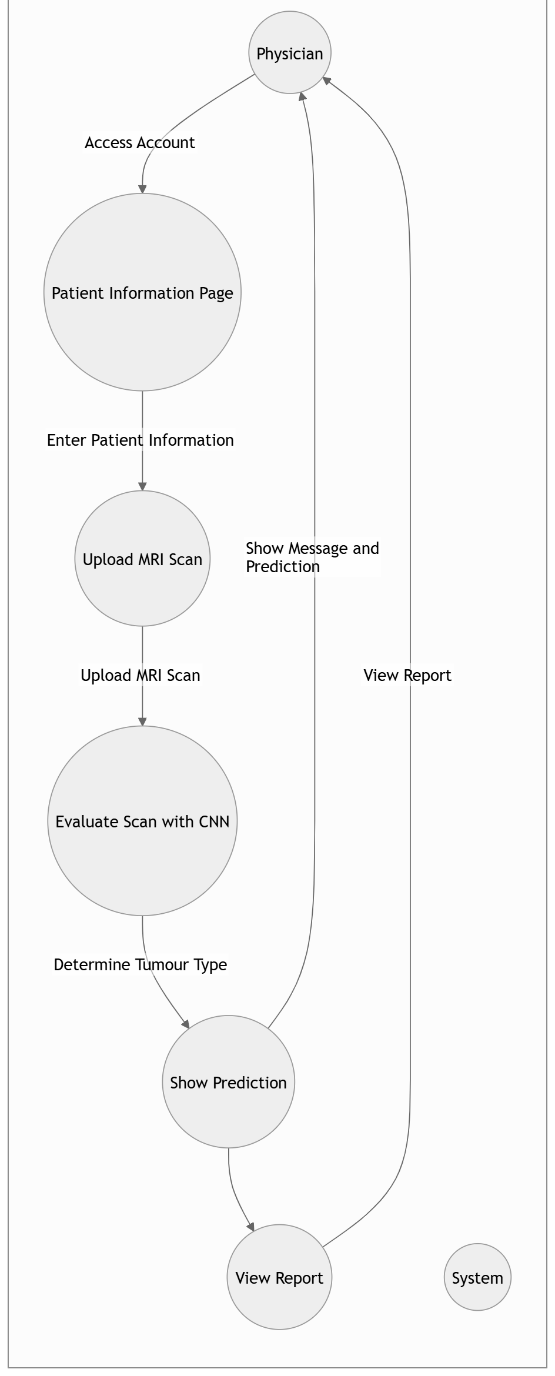 Physician
Access Account
Patient Information Page
Enter Patient Information
Upload MRI Scan
Show Message and
Prediction
Upload MRI Scan
View Report
Evaluate Scan with CNN
Determine Tumour Type
Show Prediction
View Report
System